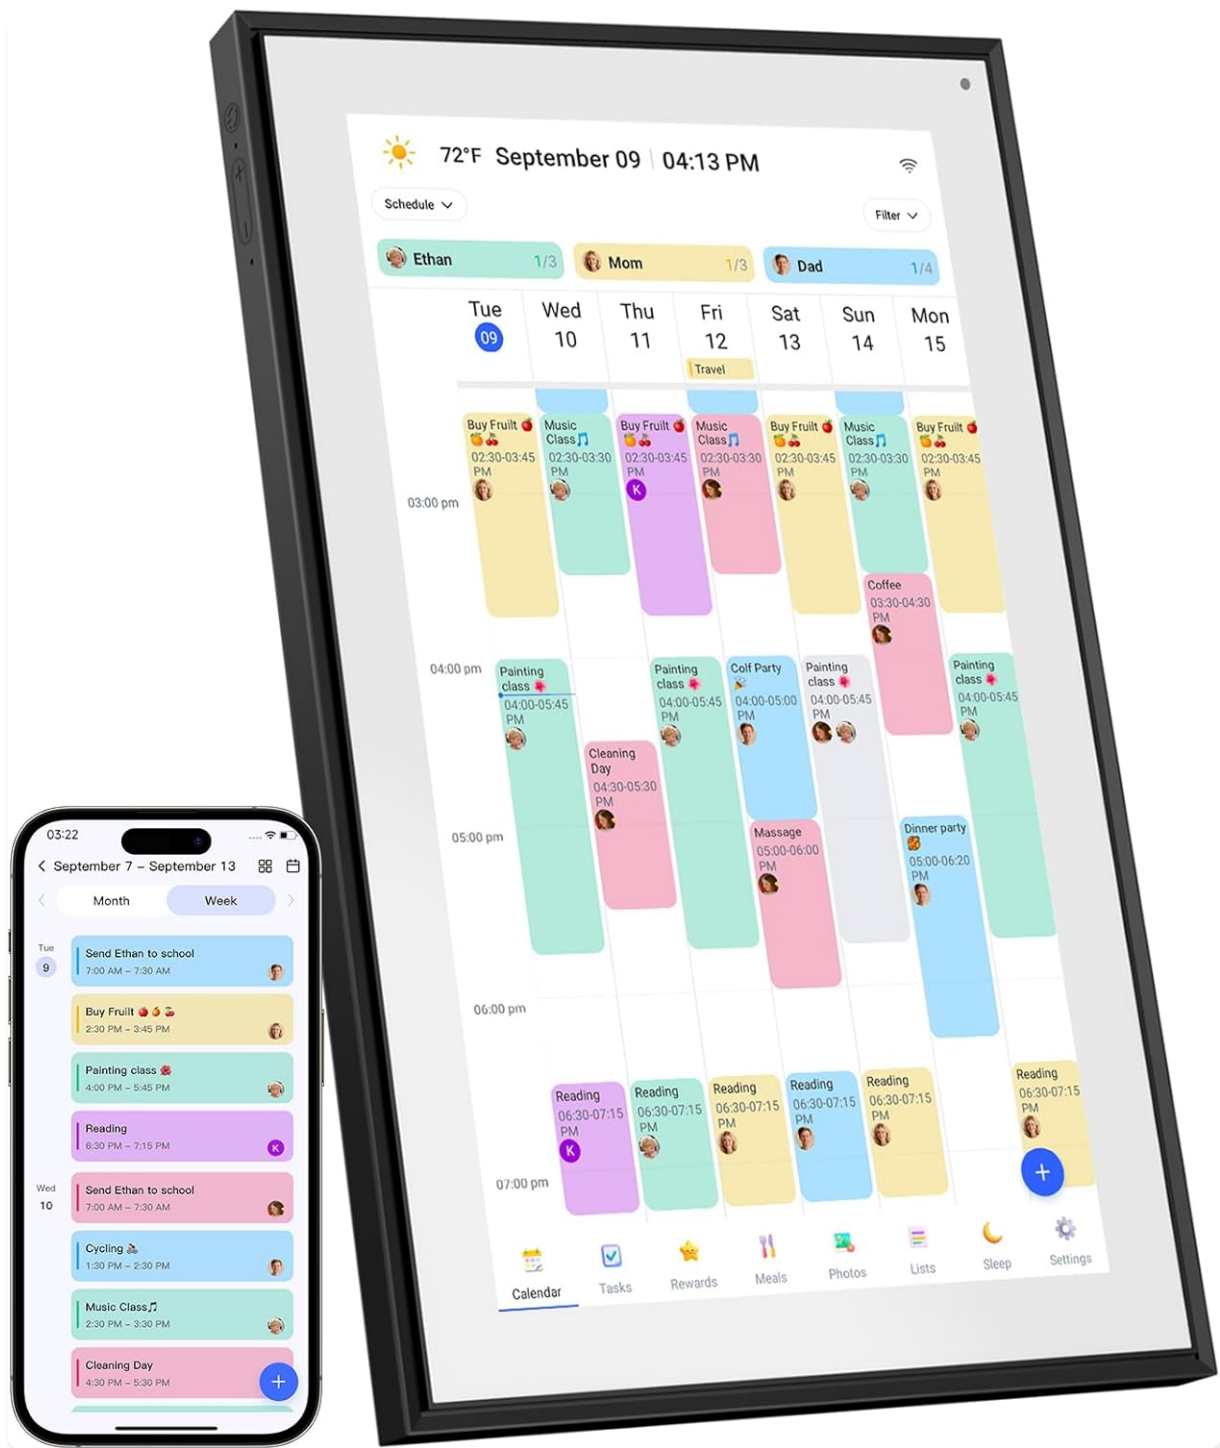 72°F September 09 | 04:13 PM
Schedule
Filter
Ethan 1/3
Mom 1/3
Dad 1/4
Tue
09
Wed
10
Thu
11
Fri
12
Sat
13
Sun
14
Mon
15
Travel
Buy Fruilt
02:30-03:45
PM
Music
Class
02:30-03:30
PM
Buy Fruilt
02:30-03:45
PM
K
Music
Class
02:30-03:30
PM
Buy Fruilt
02:30-03:45
PM
Music
Class
02:30-03:30
PM
Buy Fruilt
02:30-03:45
PM
03:00 pm
Coffee
03:30-04:30
PM
04:00 pm
Painting
class
04:00-05:45
PM
Painting
class
04:00-05:45
PM
Colf Party
04:00-05:00
PM
Painting
class
04:00-05:45
PM
Painting
class
04:00-05:45
PM
Cleaning
Day
04:30-05:30
PM
05:00 pm
Massage
05:00-06:00
PM
Dinner party
05:00-06:20
PM
06:00 pm
Reading
06:30-07:15
PM
K
Reading
06:30-07:15
PM
Reading
06:30-07:15
PM
Reading
06:30-07:15
PM
Reading
06:30-07:15
PM
Reading
06:30-07:15
PM
+
07:00 pm
Calendar
Tasks
Rewards
Meals
Photos
Lists
Sleep
Settings
03:22
September 7 – September 13
Month
Week
Tue
9
Send Ethan to school
7:00 AM – 7:30 AM
Buy Fruilt
2:30 PM – 3:45 PM
Painting class
4:00 PM – 5:45 PM
Reading
6:30 PM – 7:15 PM
K
Wed
10
Send Ethan to school
7:00 AM – 7:30 AM
Cycling
1:30 PM – 2:30 PM
Music Class
2:30 PM – 3:30 PM
Cleaning Day
4:30 PM – 5:30 PM
+